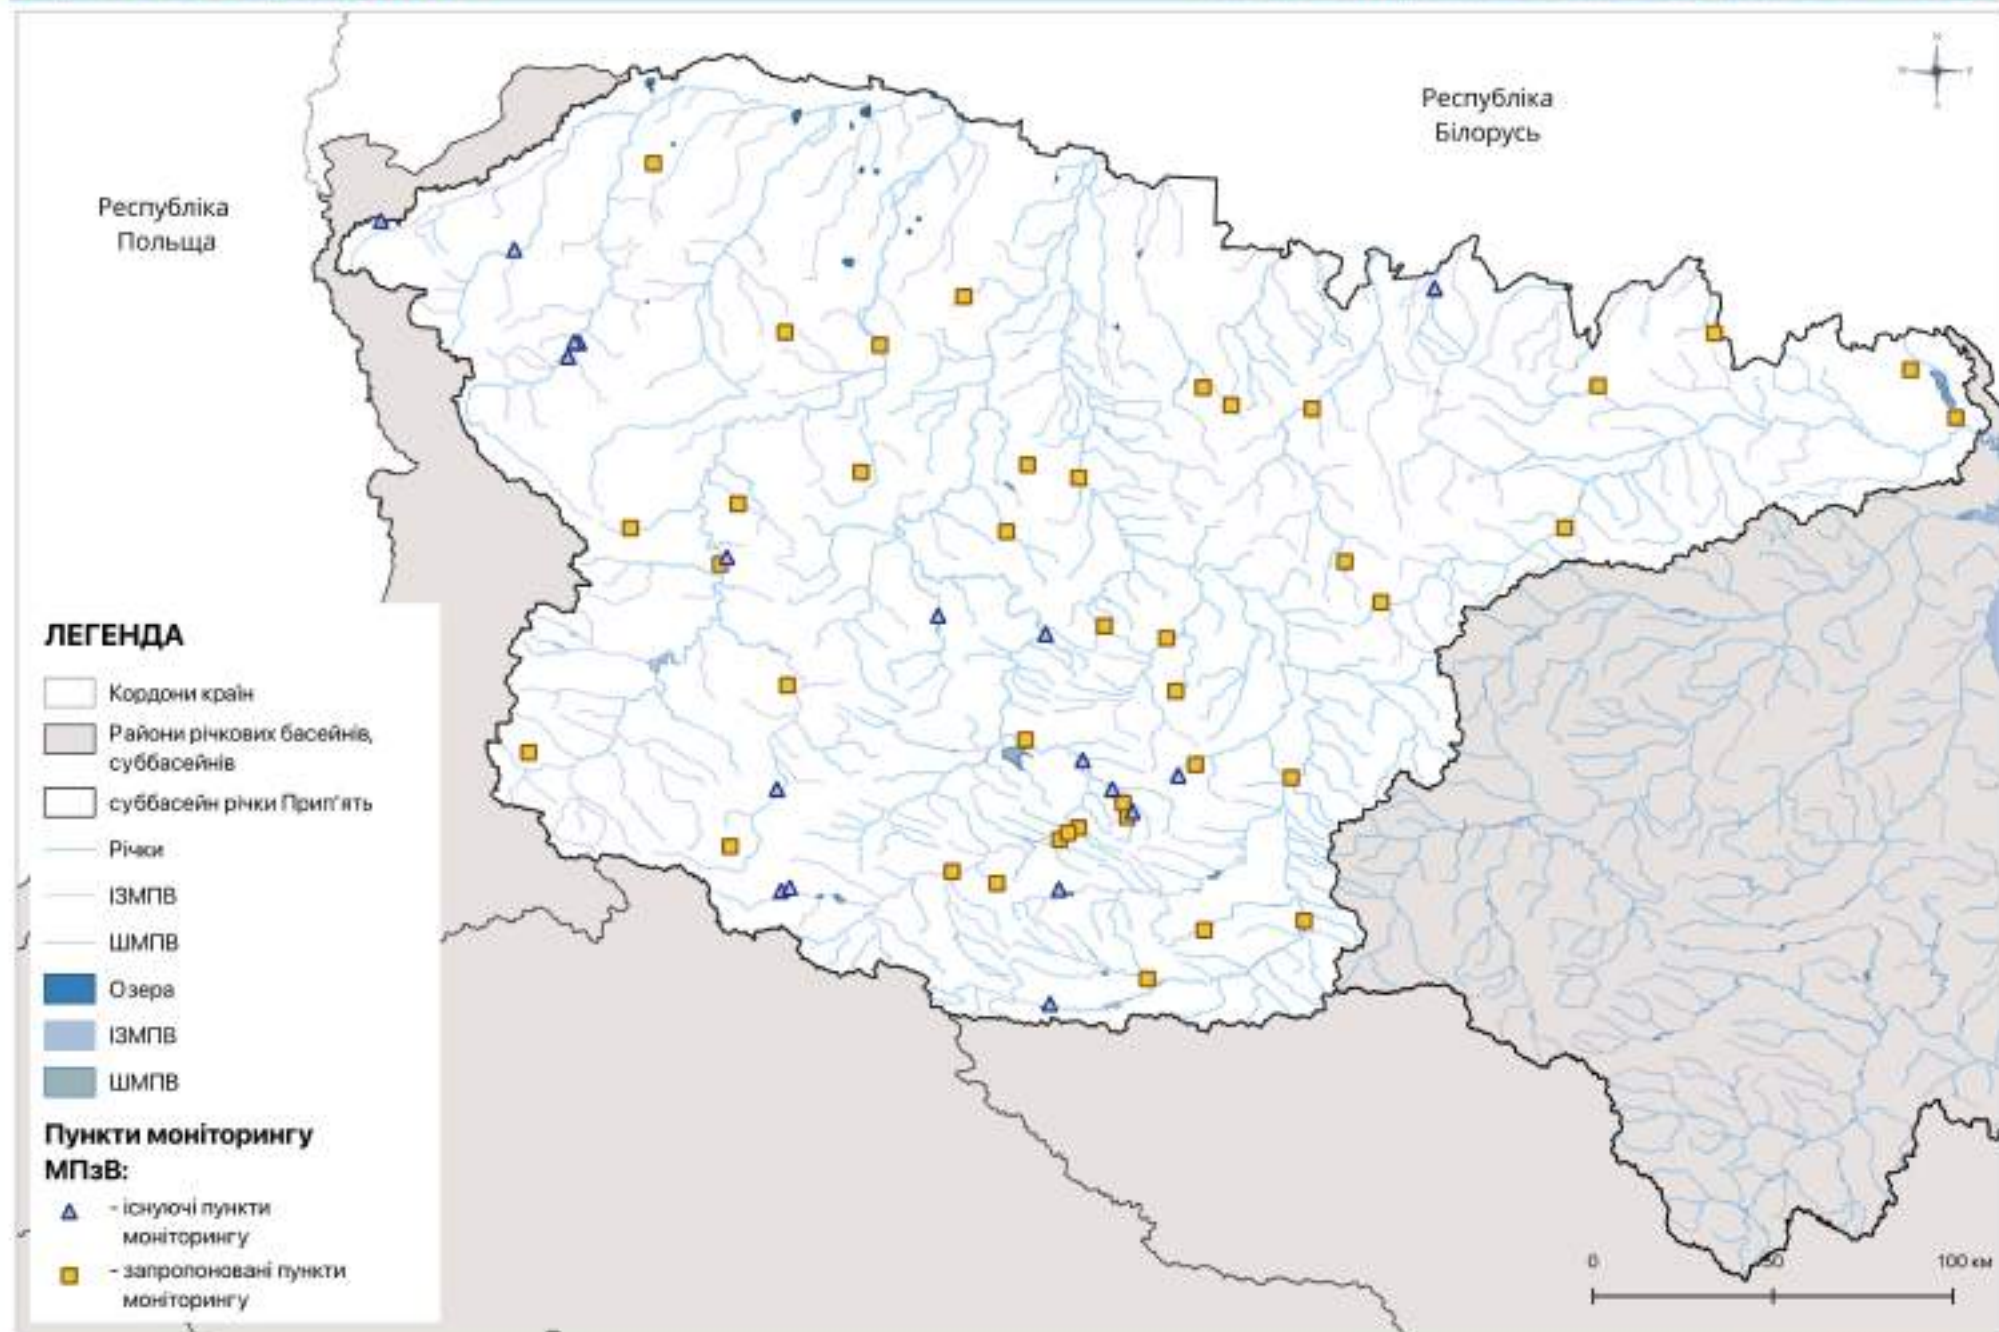 Республіка
Білорусь
Республіка
Польща
ЛЕГЕНДА
Кордони країн
Райони річкових басейнів,
суббасейнів
суббасейн річки Прип'ять
Річки
ІЗМПВ
ШМПВ
Озера
ІЗМПВ
ШМПВ
Пункти моніторингу
МПзВ:
- існуючі пункти
моніторингу
- запропоновані пункти
моніторингу
0 50 100 км